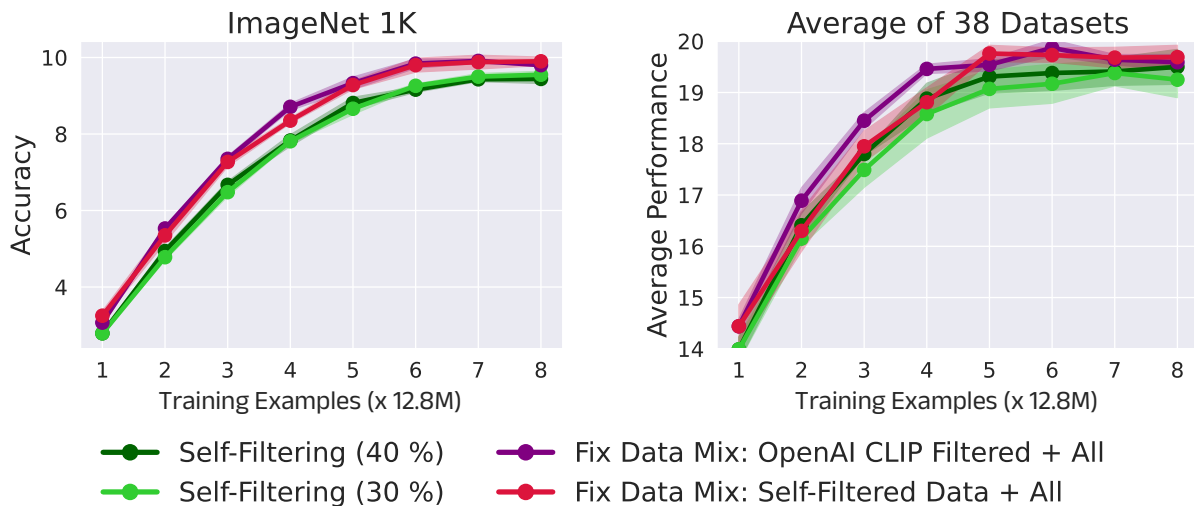 ImageNet 1K
Accuracy
10
8
6
4
1 2 3 4 5 6 7 8
Training Examples (x 12.8M)
Average of 38 Datasets
Average Performance
20
19
18
17
16
15
14
1 2 3 4 5 6 7 8
Training Examples (x 12.8M)
Self-Filtering (40 %)
Self-Filtering (30 %)
Fix Data Mix: OpenAI CLIP Filtered + All
Fix Data Mix: Self-Filtered Data + All